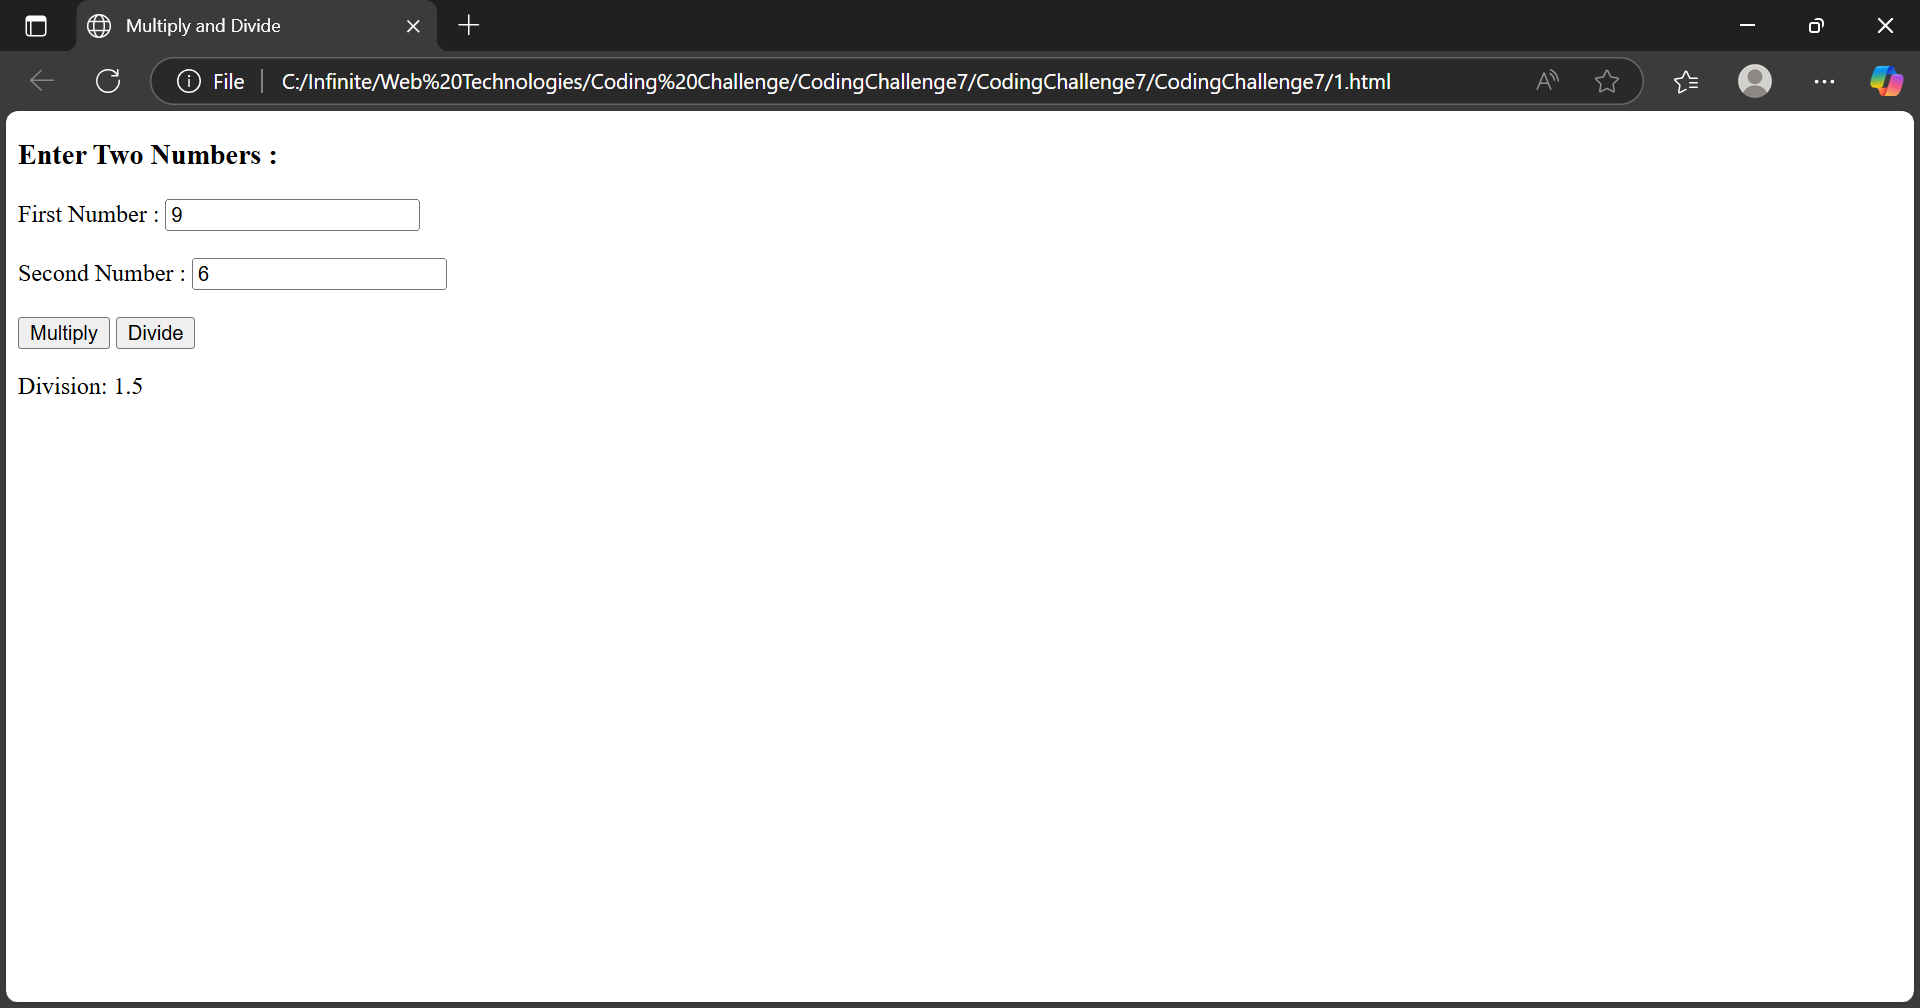 Multiply and Divide
File C:/Infinite/Web%20Technologies/Coding%20Challenge/CodingChallenge7/CodingChallenge7/CodingChallenge7/1.html
Enter Two Numbers :
First Number : 9
Second Number : 6
Multiply Divide
Division: 1.5